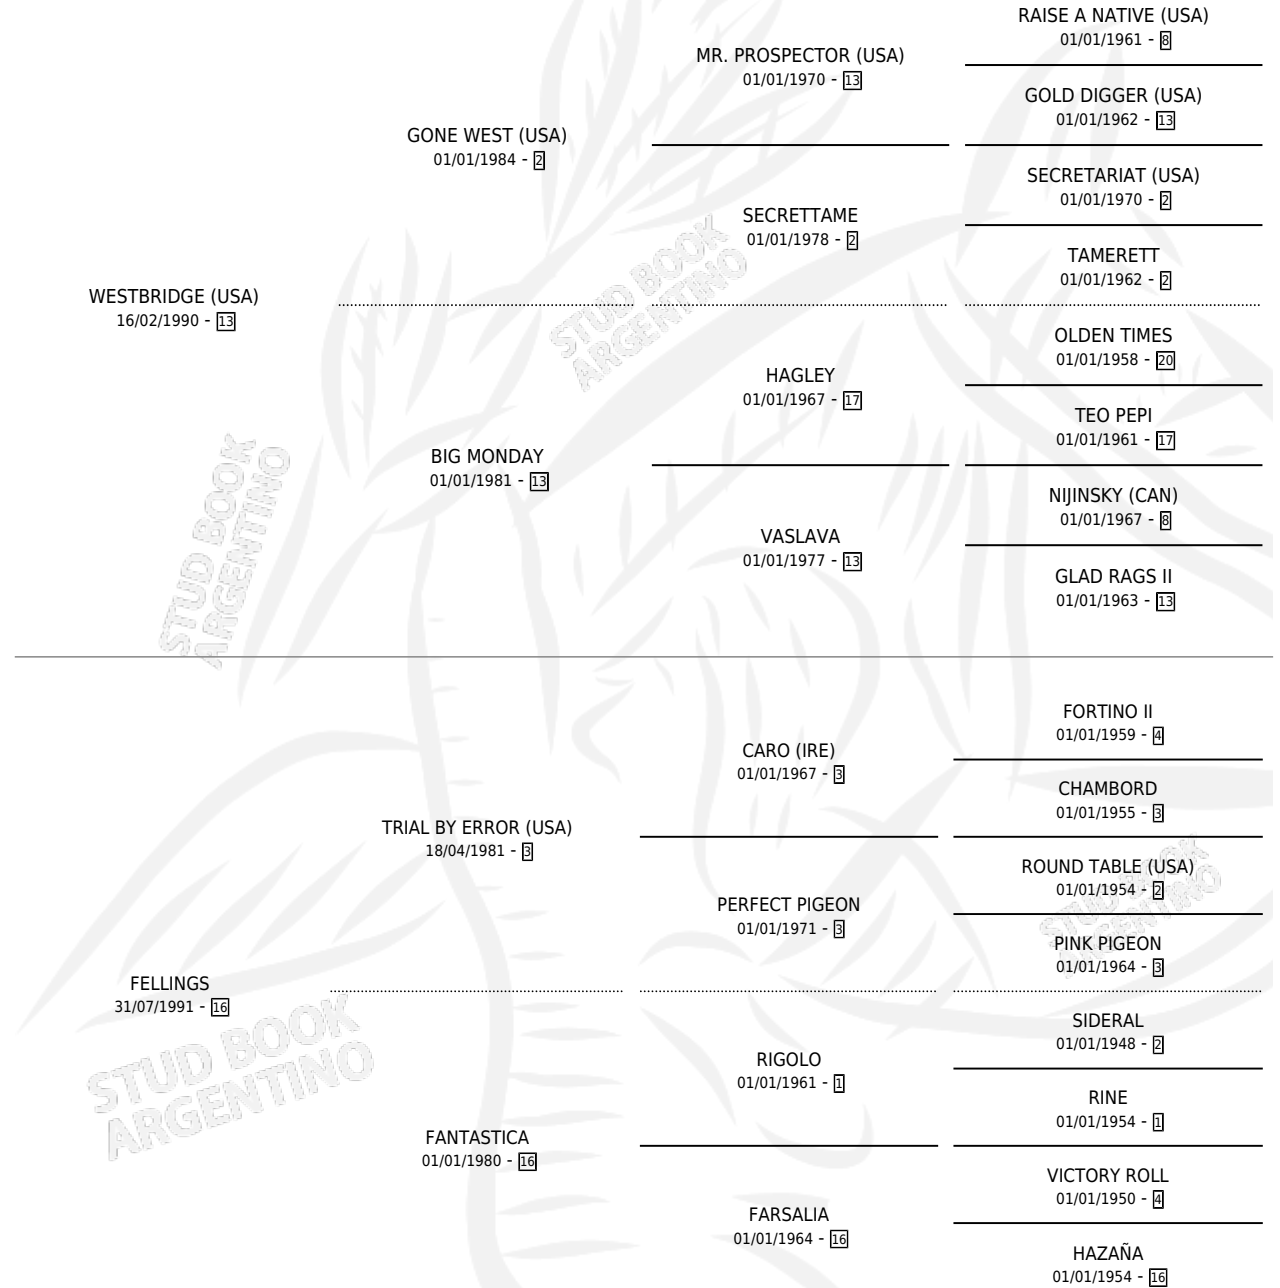 RAISE A NATIVE (USA)
01/01/1961 - 8
MR. PROSPECTOR (USA)
01/01/1970 - 13
GOLD DIGGER (USA)
01/01/1962 - 13
GONE WEST (USA)
01/01/1984 - 2
SECRETARIAT (USA)
01/01/1970 - 2
SECRETTAME
01/01/1978 - 2
TAMERETT
01/01/1962 - 2
WESTBRIDGE (USA)
16/02/1990 - 13
OLDEN TIMES
01/01/1958 - 20
HAGLEY
01/01/1967 - 17
TEO PEPI
01/01/1961 - 17
BIG MONDAY
01/01/1981 - 13
NIJINSKY (CAN)
01/01/1967 - 8
VASLAVA
01/01/1977 - 13
GLAD RAGS II
01/01/1963 - 13
FORTINO II
01/01/1959 - 4
CARO (IRE)
01/01/1967 - 3
CHAMBORD
01/01/1955 - 3
TRIAL BY ERROR (USA)
18/04/1981 - 3
ROUND TABLE (USA)
01/01/1954 - 2
PERFECT PIGEON
01/01/1971 - 3
PINK PIGEON
01/01/1964 - 3
FELLINGS
31/07/1991 - 16
SIDERAL
01/01/1948 - 2
RIGOLO
01/01/1961 - 1
RINE
01/01/1954 - 1
FANTASTICA
01/01/1980 - 16
VICTORY ROLL
01/01/1950 - 4
FARSALIA
01/01/1964 - 16
HAZAÑA
01/01/1954 - 16
STUD BOOK
ARGENTINO
STUD BOOK
ARGENTINO
STUD BOOK
ARGENTINO
STUD BOOK
ARGENTINO